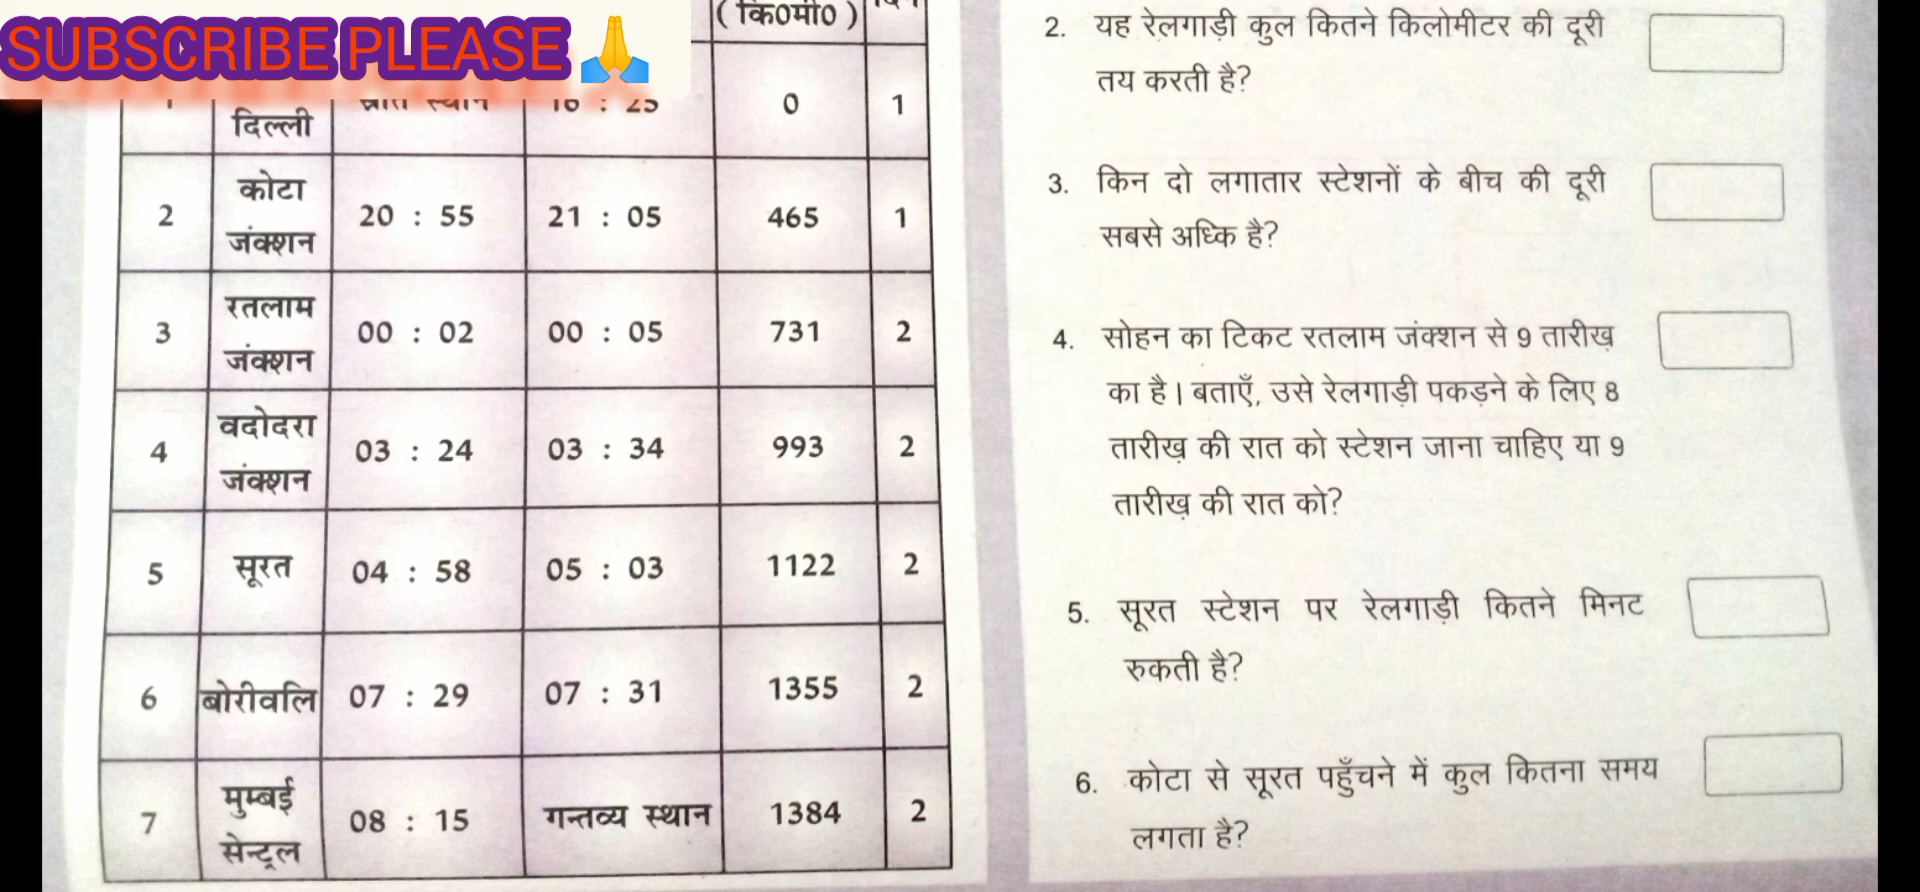 SUBSCRIBE PLEASE
(कि0मी0)
दिल्ली 0 1
2 कोटा जंक्शन 20 : 55 21 : 05 465 1
3 रतलाम जंक्शन 00 : 02 00 : 05 731 2
4 वदोदरा जंक्शन 03 : 24 03 : 34 993 2
5 सूरत 04 : 58 05 : 03 1122 2
6 बोरीवलि 07 : 29 07 : 31 1355 2
7 मुम्बई सेन्ट्रल 08 : 15 गन्तव्य स्थान 1384 2
2. यह रेलगाड़ी कुल कितने किलोमीटर की दूरी
तय करती है?
3. किन दो लगातार स्टेशनों के बीच की दूरी
सबसे अध्कि है?
4. सोहन का टिकट रतलाम जंक्शन से 9 तारीख़
का है। बताएँ, उसे रेलगाड़ी पकड़ने के लिए 8
तारीख़ की रात को स्टेशन जाना चाहिए या 9
तारीख़ की रात को?
5. सूरत स्टेशन पर रेलगाड़ी कितने मिनट
रुकती है?
6. कोटा से सूरत पहुँचने में कुल कितना समय
लगता है?